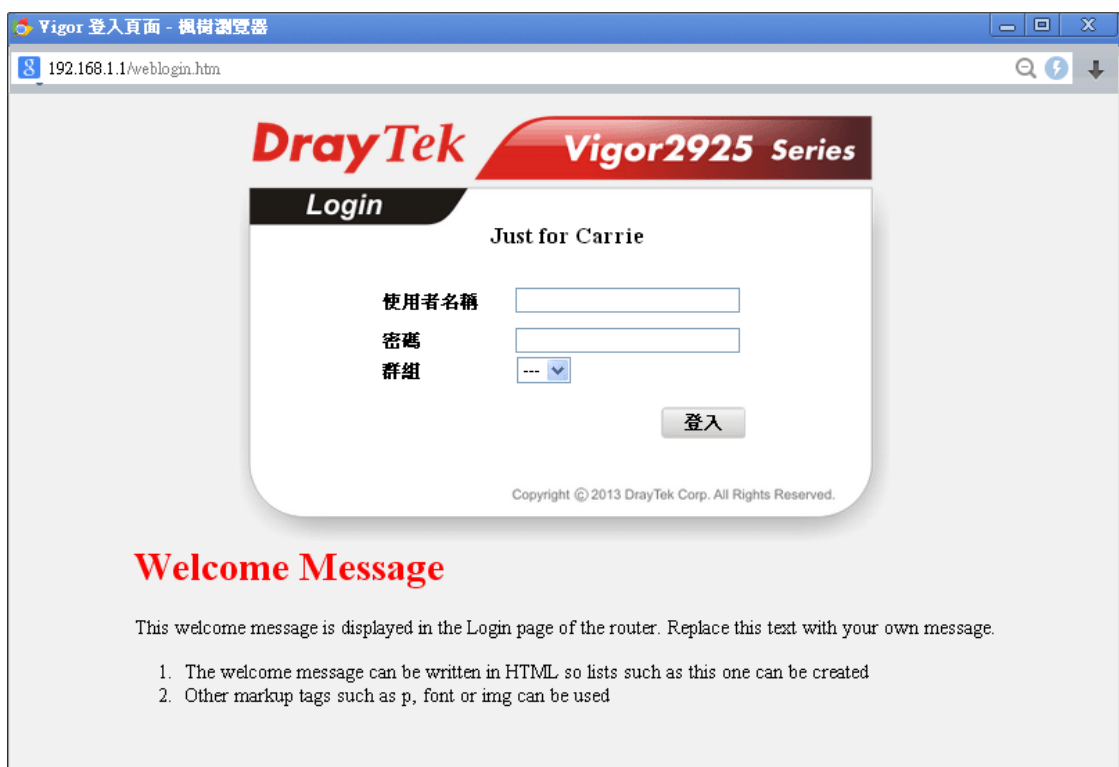 Vigor 登入頁面 - 楓樹瀏覽器
192.168.1.1/weblogin.htm
DrayTek Vigor2925 Series
Login
Just for Carrie
使用者名稱
密碼
群組 ---
登入
Copyright © 2013 DrayTek Corp. All Rights Reserved.
Welcome Message
This welcome message is displayed in the Login page of the router. Replace this text with your own message.
1. The welcome message can be written in HTML so lists such as this one can be created
2. Other markup tags such as p, font or img can be used